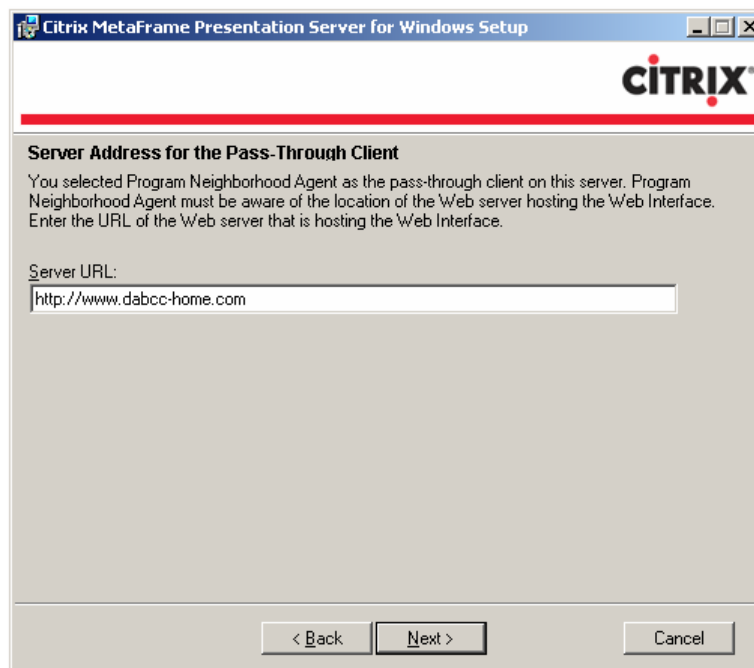 Citrix MetaFrame Presentation Server for Windows Setup
CİTRIX®
Server Address for the Pass-Through Client
You selected Program Neighborhood Agent as the pass-through client on this server. Program
Neighborhood Agent must be aware of the location of the Web server hosting the Web Interface.
Enter the URL of the Web server that is hosting the Web Interface.
Server URL:
http://www.dabcc-home.com
< Back
Next >
Cancel